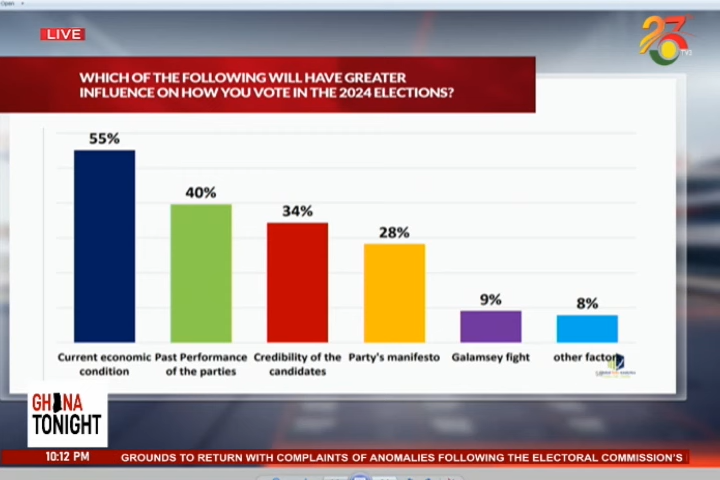 Open
LIVE
23
TV3
WHICH OF THE FOLLOWING WILL HAVE GREATER
INFLUENCE ON HOW YOU VOTE IN THE 2024 ELECTIONS?
55%
40%
34%
28%
9%
8%
Current economic condition
Past Performance of the parties
Credibility of the candidates
Party's manifesto
Galamsey fight
other factor
GHANA
TONIGHT
10:12 PM GROUNDS TO RETURN WITH COMPLAINTS OF ANOMALIES FOLLOWING THE ELECTORAL COMMISSION'S